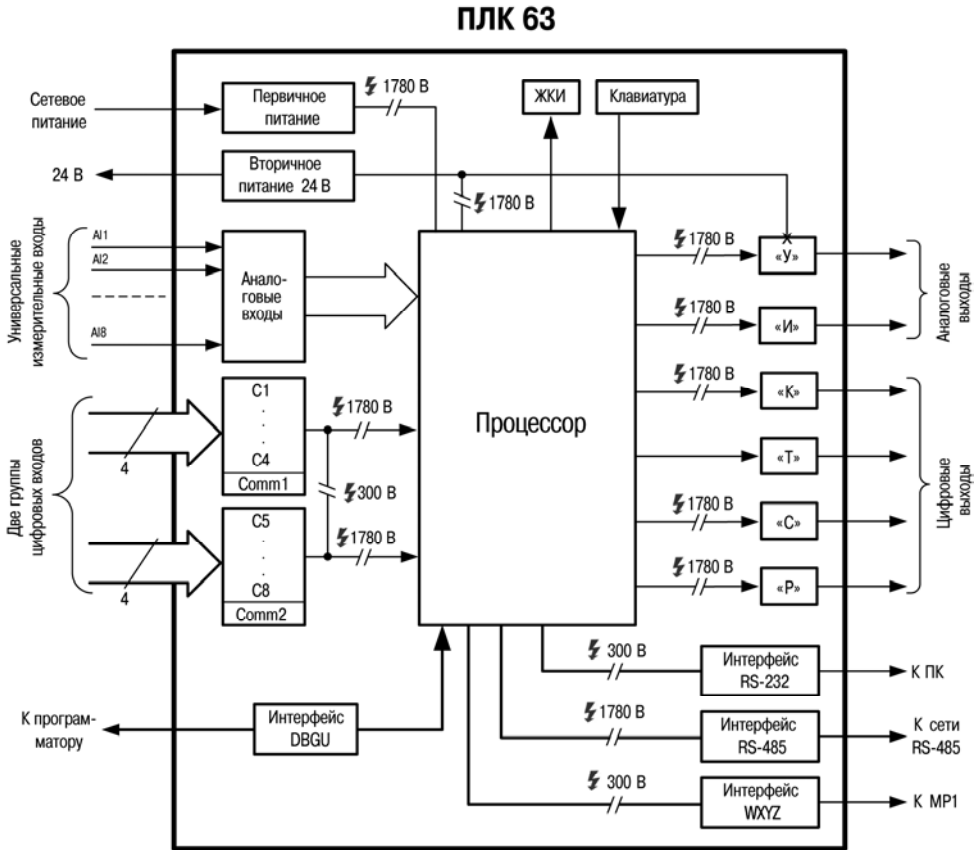 ПЛК 63
Сетевое
питание
Первичное
питание
1780 В
ЖКИ
Клавиатура
24 В
Вторичное
питание 24 В
1780 В
Универсальные
измерительные входы
AI1
AI2
AI8
Анало-
говые
входы
Процессор
1780 В
«У»
1780 В
«И»
Аналоговые
выходы
Две группы
цифровых входов
4
C1
.
.
C4
Comm1
1780 В
300 В
4
C5
.
.
C8
Comm2
1780 В
1780 В
«К»
«Т»
1780 В
«С»
1780 В
«Р»
Цифровые
выходы
К програм-
матору
Интерфейс
DBGU
300 В
Интерфейс
RS-232
К ПК
1780 В
Интерфейс
RS-485
К сети
RS-485
300 В
Интерфейс
WXYZ
К МР1